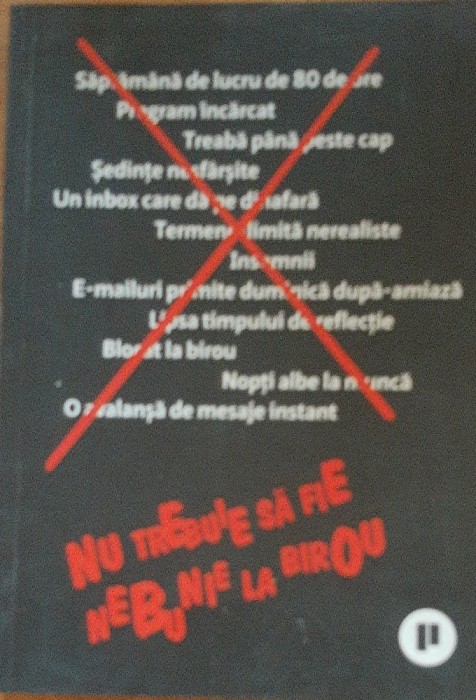 Săptămână de lucru de 80 de ore
Program încărcat
Treabă până peste cap
Ședințe nesfârșite
Un inbox care dă pe dinafară
Termene-limită nerealiste
Insomnii
E-mailuri primite duminică după-amiază
Lipsa timpului de reflecție
Blocat la birou
Nopți albe la muncă
O avalanșă de mesaje instant
NU TREBUIE SĂ FIE
NEBUNIE LA BIROU